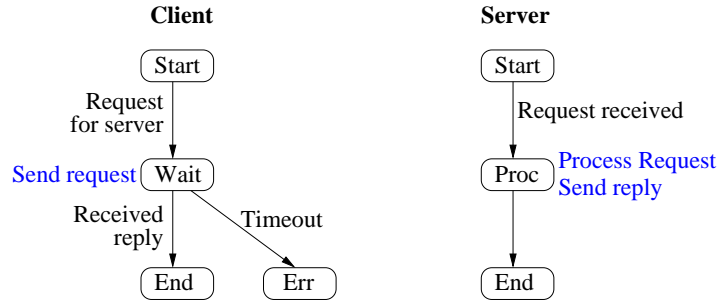 Client
Start
Request
for server
Send request
Wait
Received
reply
Timeout
End
Err
Server
Start
Request received
Proc
Process Request
Send reply
End